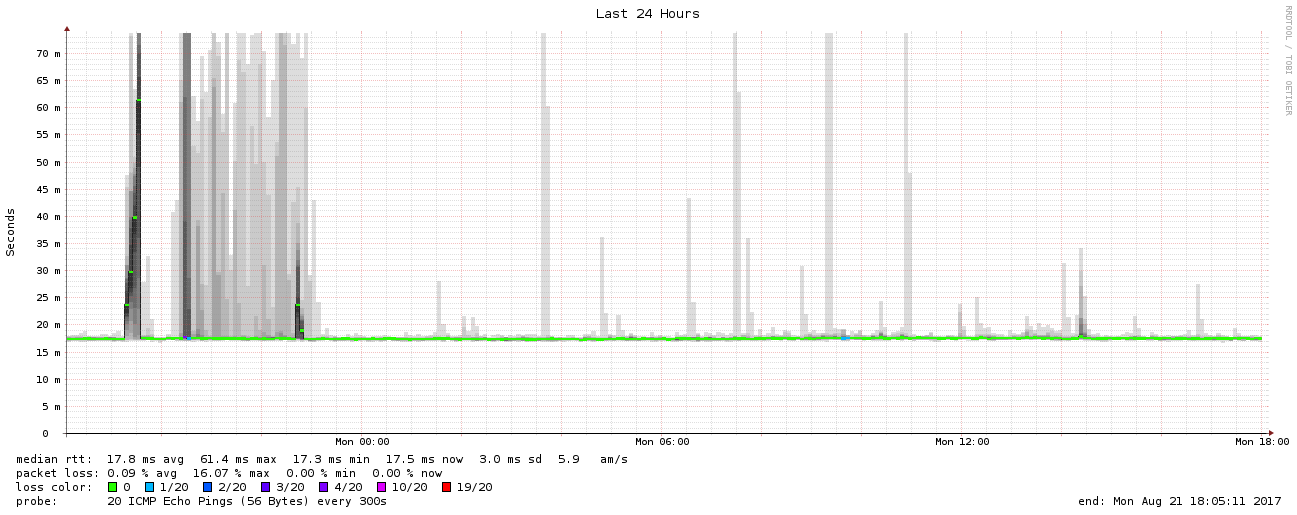 Last 24 Hours
RRDTOOL / TOBI OETIKER
Seconds
70 m
65 m
60 m
55 m
50 m
45 m
40 m
35 m
30 m
25 m
20 m
15 m
10 m
5 m
0
Mon 00:00 Mon 06:00 Mon 12:00 Mon 18:00
median rtt: 17.8 ms avg 61.4 ms max 17.3 ms min 17.5 ms now 3.0 ms sd 5.9 am/s
packet loss: 0.09 % avg 16.07 % max 0.00 % min 0.00 % now
loss color: 0 1/20 2/20 3/20 4/20 10/20 19/20
probe: 20 ICMP Echo Pings (56 Bytes) every 300s end: Mon Aug 21 18:05:11 2017